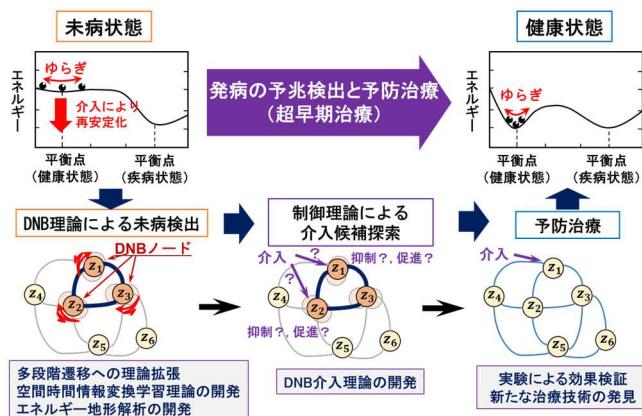 未病状態
健康状態
エネルギー
ゆらぎ
介入により
再安定化
平衡点
(健康状態)
平衡点
(疾病状態)
発病の予兆検出と予防治療
(超早期治療)
エネルギー
ゆらぎ
平衡点
(健康状態)
平衡点
(疾病状態)
DNB理論による未病検出
制御理論による
介入候補探索
予防治療
DNBノード
z1
z2
z3
z4
z5
z6
介入
?
?
抑制?, 促進?
z1
z2
z3
z4
z5
z6
抑制?, 促進?
介入
z1
z2
z3
z4
z5
z6
多段階遷移への理論拡張
空間時間情報変換学習理論の開発
エネルギー地形解析の開発
DNB介入理論の開発
実験による効果検証
新たな治療技術の発見